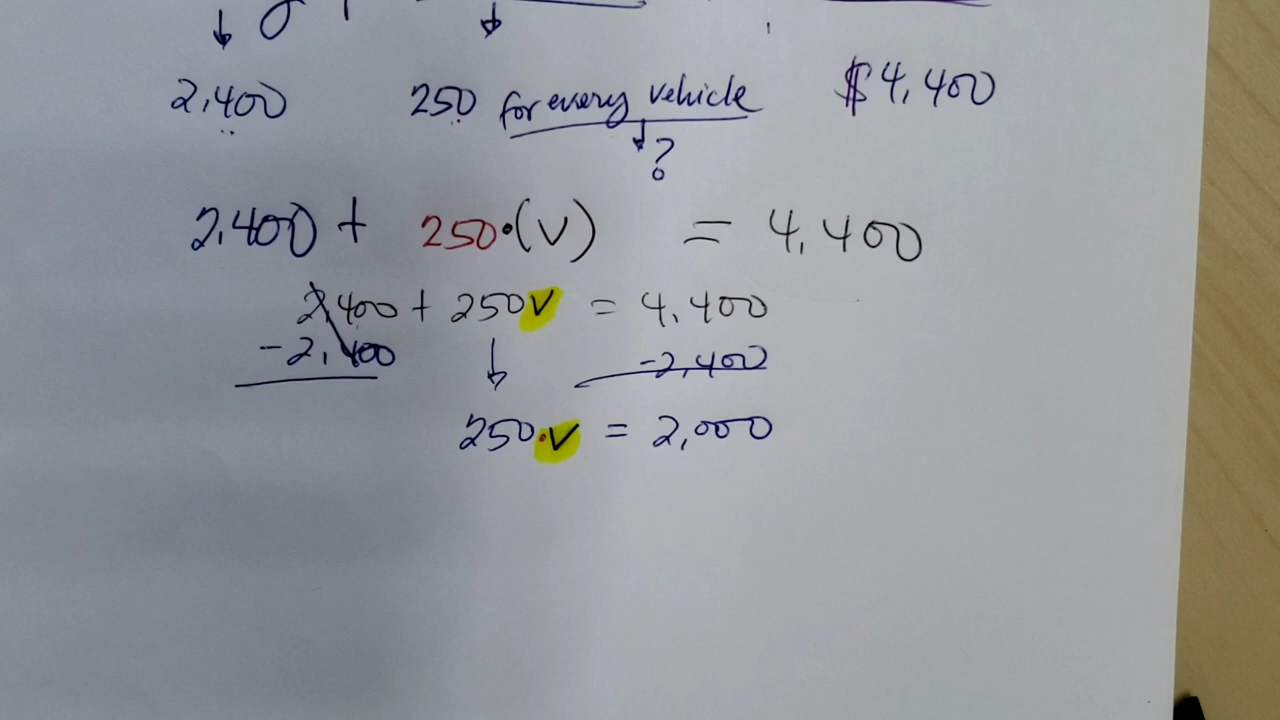 2,400 250 for every vehicle $4,400
?
2,400 + 250·(V) = 4,400
2,400 + 250V = 4,400
-2,400 -2,400
250·V = 2,000